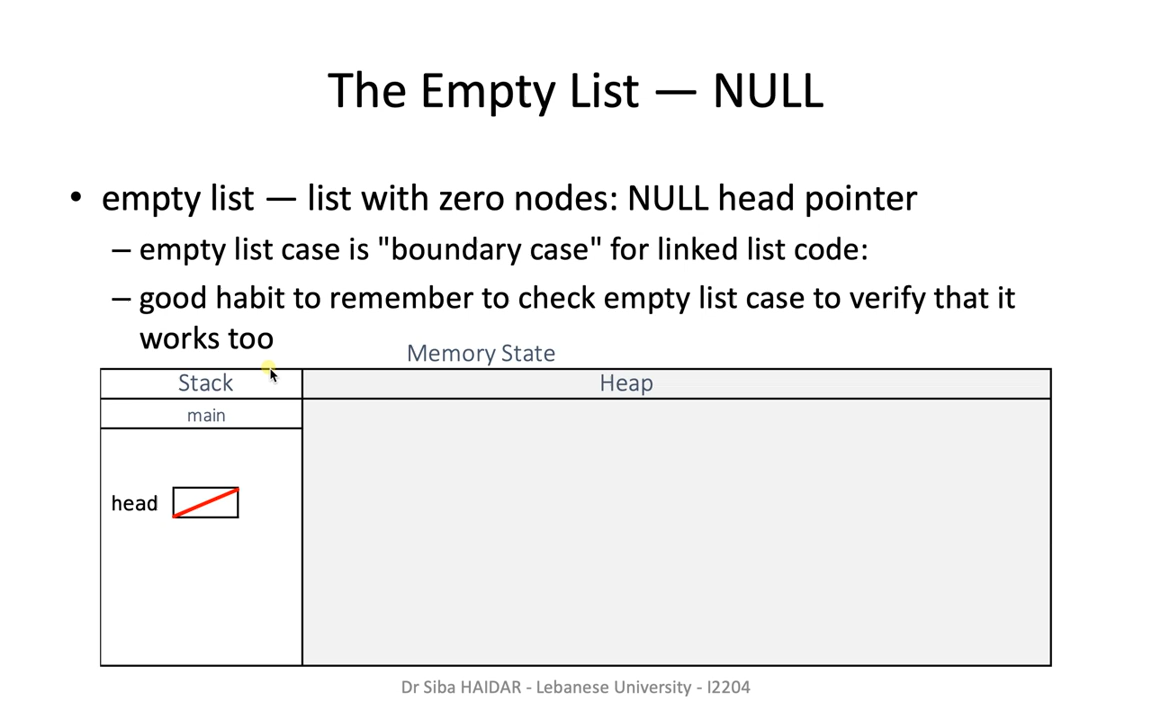 The Empty List — NULL
• empty list — list with zero nodes: NULL head pointer
– empty list case is "boundary case" for linked list code:
– good habit to remember to check empty list case to verify that it
works too
Memory State
Stack
Heap
main
head
Dr Siba HAIDAR - Lebanese University - I2204